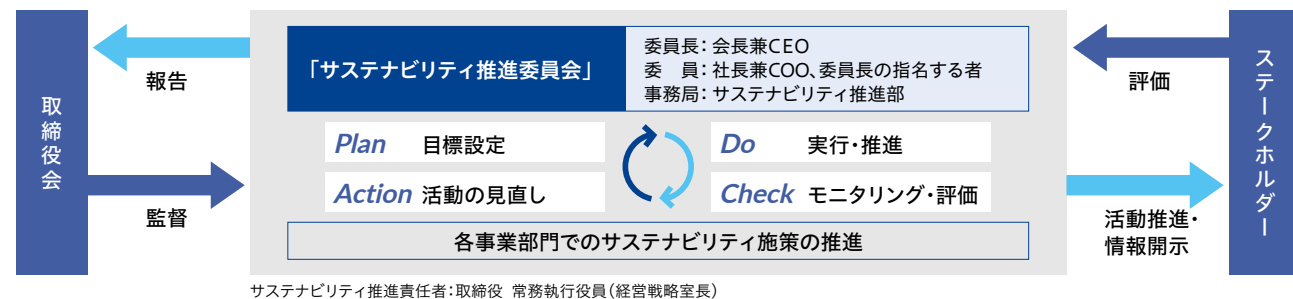 取締役会
報告
監督
「サステナビリティ推進委員会」
委員長：会長兼CEO
委　員：社長兼COO、委員長の指名する者
事務局：サステナビリティ推進部
Plan 目標設定
Do 実行・推進
Action 活動の見直し
Check モニタリング・評価
各事業部門でのサステナビリティ施策の推進
評価
活動推進・
情報開示
ステークホルダー
サステナビリティ推進責任者：取締役 常務執行役員（経営戦略室長）